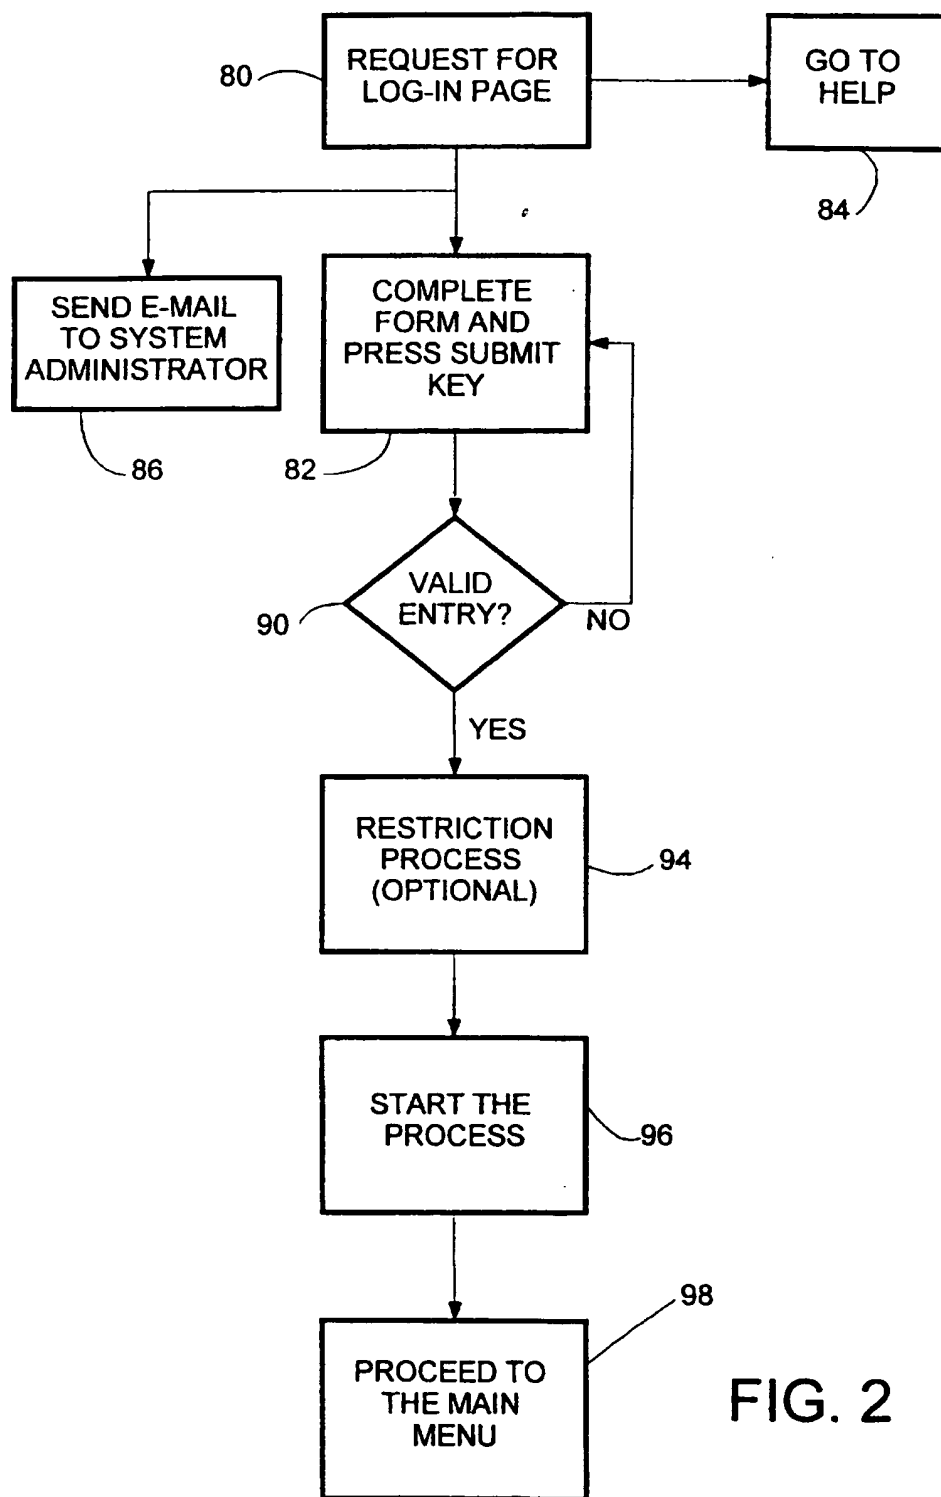 80
REQUEST FOR
LOG-IN PAGE
GO TO
HELP
84
SEND E-MAIL
TO SYSTEM
ADMINISTRATOR
86
COMPLETE
FORM AND
PRESS SUBMIT
KEY
82
VALID
ENTRY?
90
NO
YES
RESTRICTION
PROCESS
(OPTIONAL)
94
START THE
PROCESS
96
98
PROCEED TO
THE MAIN
MENU
FIG. 2